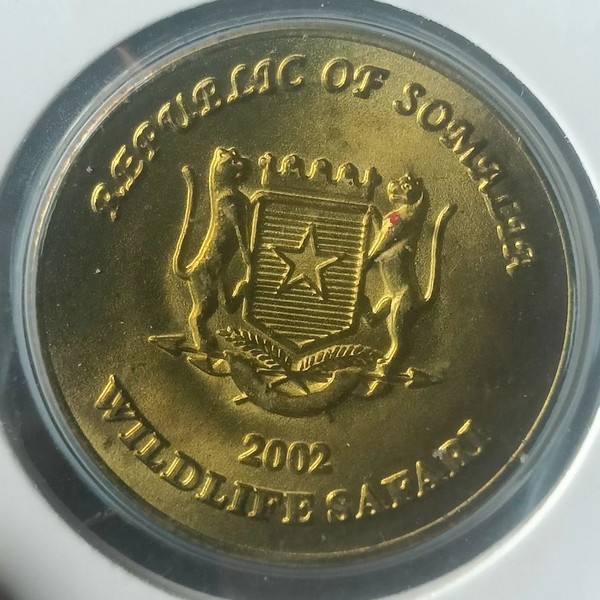 REPUBLIC OF SOMALIA
2002
WILDLIFE SAFARI